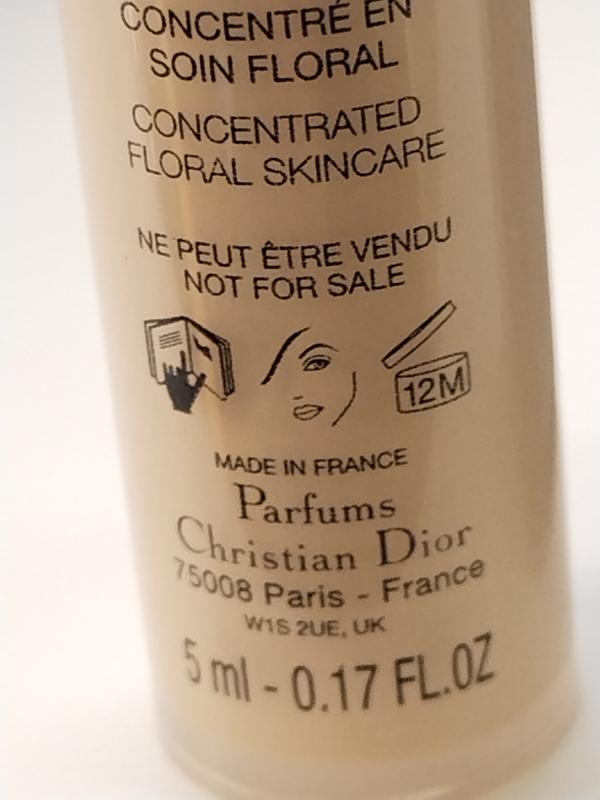 CONCENTRÉ EN
SOIN FLORAL
CONCENTRATED
FLORAL SKINCARE
NE PEUT ÊTRE VENDU
NOT FOR SALE
12M
MADE IN FRANCE
Parfums
Christian Dior
75008 Paris - France
W1S 2UE, UK
5 ml - 0.17 FL.OZ